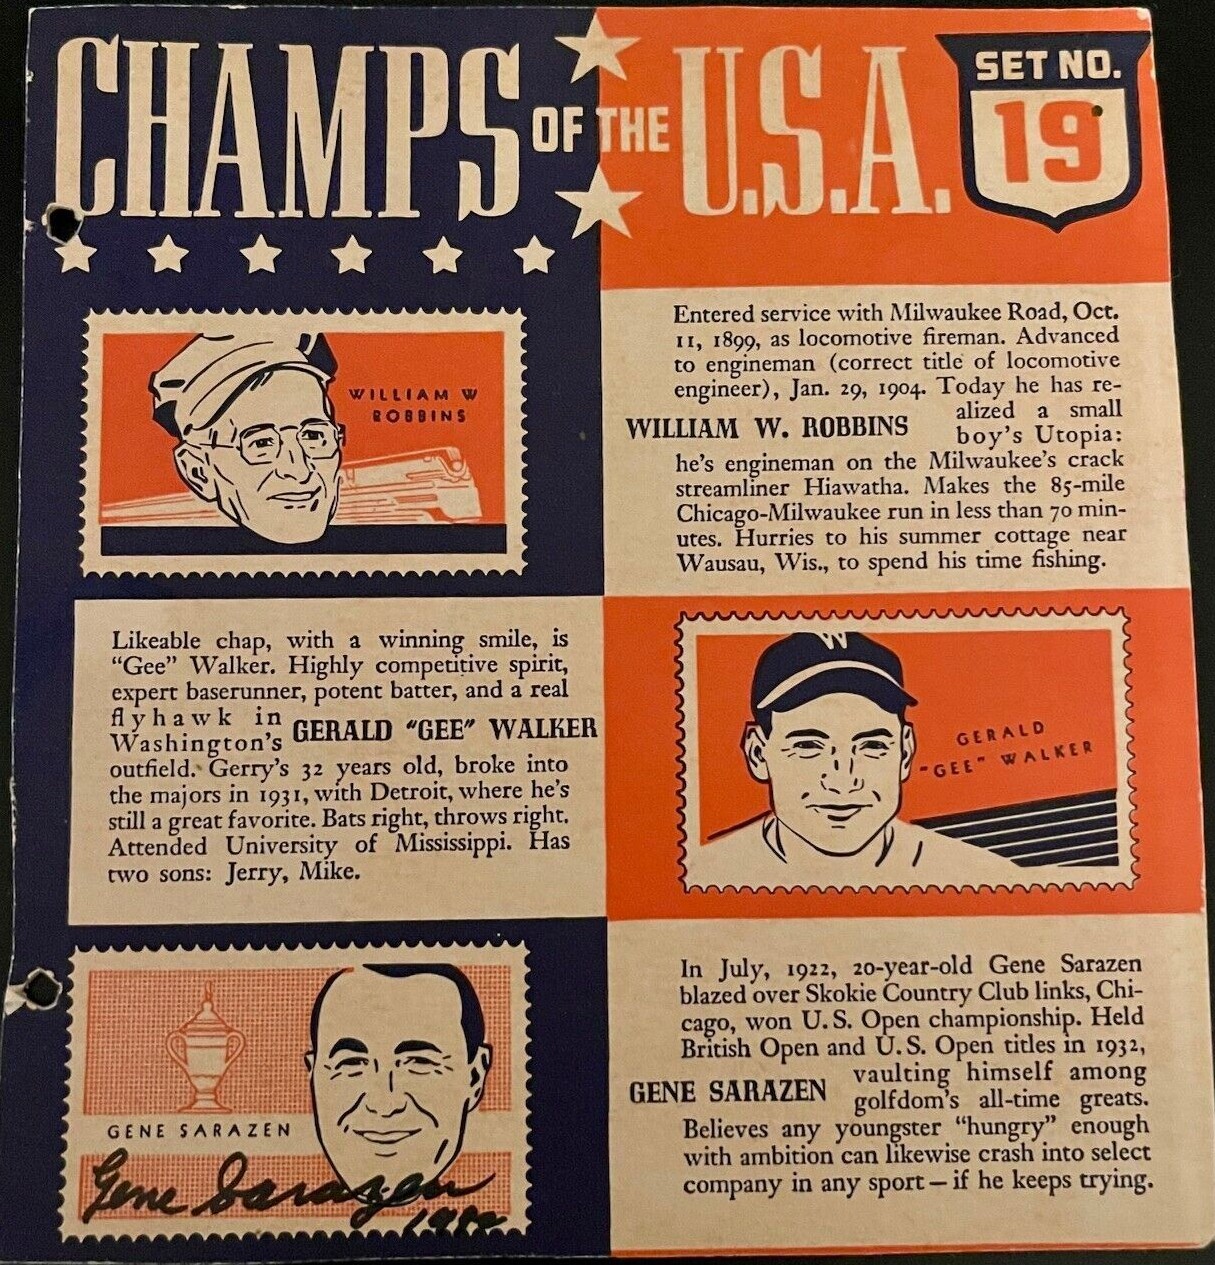 CHAMPS OF THE U.S.A.
SET NO.
19
WILLIAM W
ROBBINS
Entered service with Milwaukee Road, Oct.
11, 1899, as locomotive fireman. Advanced
to engineman (correct title of locomotive
engineer), Jan. 29, 1904. Today he has re-
alized a small
WILLIAM W. ROBBINS boy's Utopia:
he's engineman on the Milwaukee's crack
streamliner Hiawatha. Makes the 85-mile
Chicago-Milwaukee run in less than 70 min-
utes. Hurries to his summer cottage near
Wausau, Wis., to spend his time fishing.
Likeable chap, with a winning smile, is
"Gee" Walker. Highly competitive spirit,
expert baserunner, potent batter, and a real
flyhawk in
GERALD "GEE" WALKER
Washington's
outfield. Gerry's 32 years old, broke into
the majors in 1931, with Detroit, where he's
still a great favorite. Bats right, throws right.
Attended University of Mississippi. Has
two sons: Jerry, Mike.
W
GERALD
"GEE" WALKER
GENE SARAZEN
Gene Sarazen
In July, 1922, 20-year-old Gene Sarazen
blazed over Skokie Country Club links, Chi-
cago, won U. S. Open championship. Held
British Open and U. S. Open titles in 1932,
vaulting himself among
GENE SARAZEN
golfdom's all-time greats.
Believes any youngster "hungry" enough
with ambition can likewise crash into select
company in any sport — if he keeps trying.